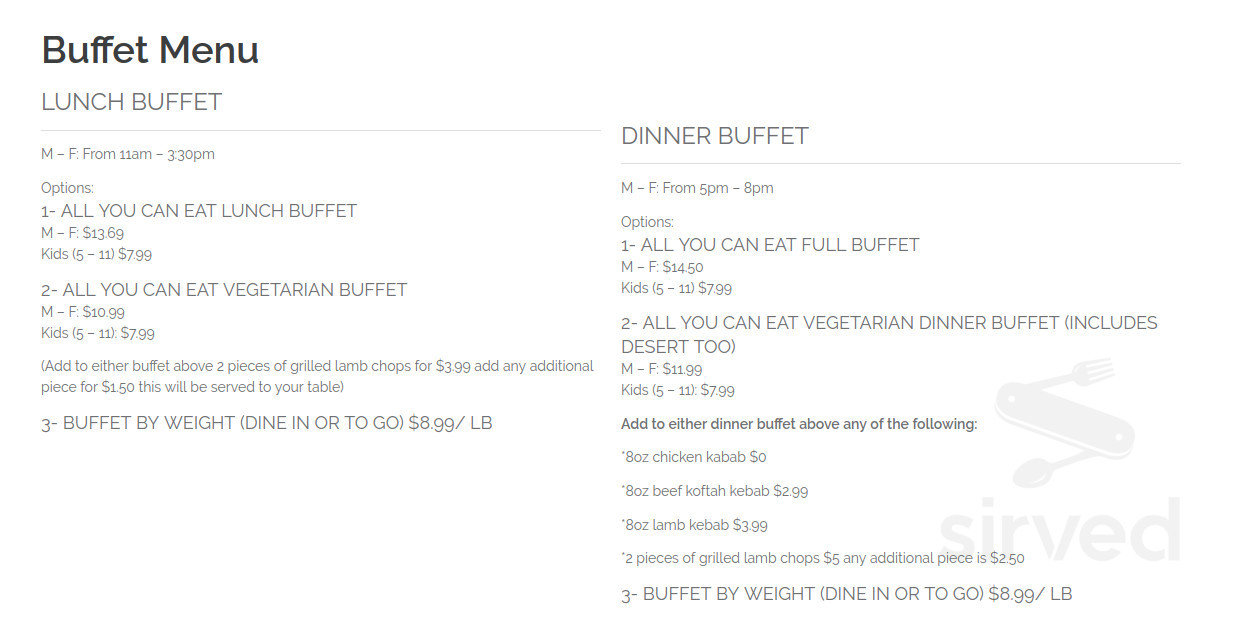 Buffet Menu
LUNCH BUFFET
M – F: From 11am – 3:30pm
Options:
1- ALL YOU CAN EAT LUNCH BUFFET
M – F: $13.69
Kids (5 – 11) $7.99
2- ALL YOU CAN EAT VEGETARIAN BUFFET
M – F: $10.99
Kids (5 – 11): $7.99
(Add to either buffet above 2 pieces of grilled lamb chops for $3.99 add any additional
piece for $1.50 this will be served to your table)
3- BUFFET BY WEIGHT (DINE IN OR TO GO) $8.99/ LB
DINNER BUFFET
M – F: From 5pm – 8pm
Options:
1- ALL YOU CAN EAT FULL BUFFET
M – F: $14.50
Kids (5 – 11) $7.99
2- ALL YOU CAN EAT VEGETARIAN DINNER BUFFET (INCLUDES
DESERT TOO)
M – F: $11.99
Kids (5 – 11): $7.99
Add to either dinner buffet above any of the following:
*8oz chicken kabab $0
*8oz beef koftah kebab $2.99
*8oz lamb kebab $3.99
*2 pieces of grilled lamb chops $5 any additional piece is $2.50
3- BUFFET BY WEIGHT (DINE IN OR TO GO) $8.99/ LB
sirved